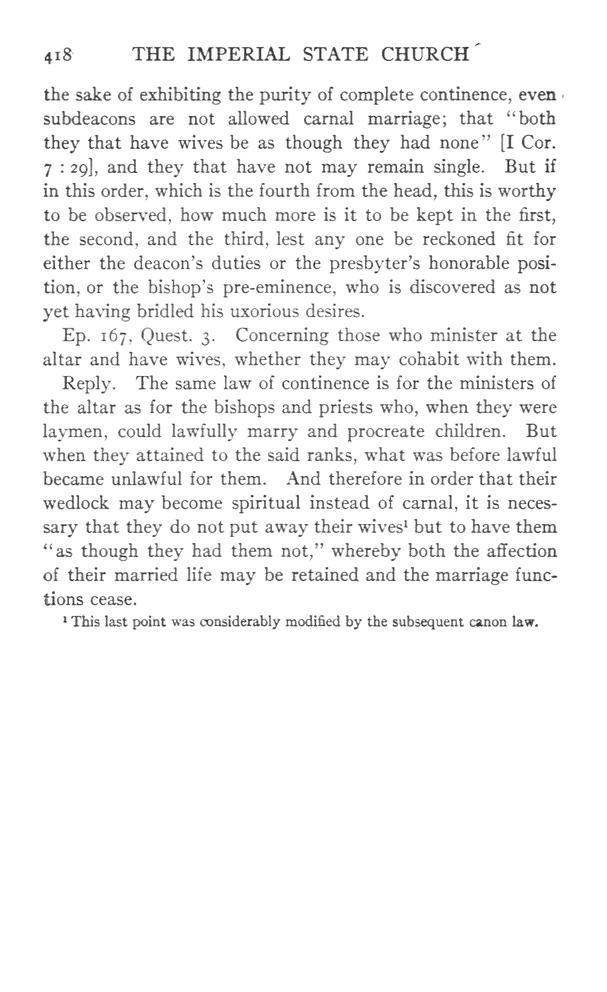 418 THE IMPERIAL STATE CHURCH
the sake of exhibiting the purity of complete continence, even
subdeacons are not allowed carnal marriage; that “both
they that have wives be as though they had none” [I Cor.
7 : 29], and they that have not may remain single. But if
in this order, which is the fourth from the head, this is worthy
to be observed, how much more is it to be kept in the first,
the second, and the third, lest any one be reckoned fit for
either the deacon’s duties or the presbyter’s honorable posi-
tion, or the bishop’s pre-eminence, who is discovered as not
yet having bridled his uxorious desires.
Ep. 167, Quest. 3. Concerning those who minister at the
altar and have wives, whether they may cohabit with them.
Reply. The same law of continence is for the ministers of
the altar as for the bishops and priests who, when they were
laymen, could lawfully marry and procreate children. But
when they attained to the said ranks, what was before lawful
became unlawful for them. And therefore in order that their
wedlock may become spiritual instead of carnal, it is neces-
sary that they do not put away their wives¹ but to have them
“as though they had them not,” whereby both the affection
of their married life may be retained and the marriage func-
tions cease.
¹ This last point was considerably modified by the subsequent canon law.